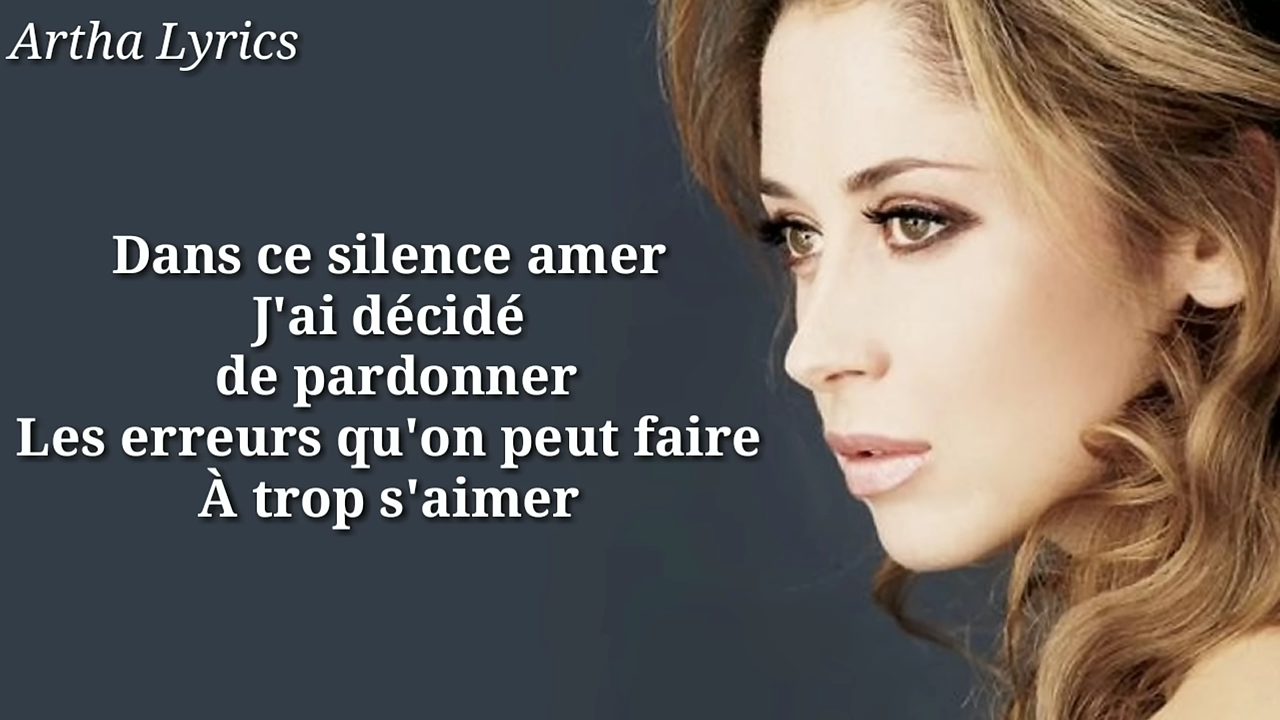 Artha Lyrics
Dans ce silence amer
J'ai décidé
de pardonner
Les erreurs qu'on peut faire
À trop s'aimer